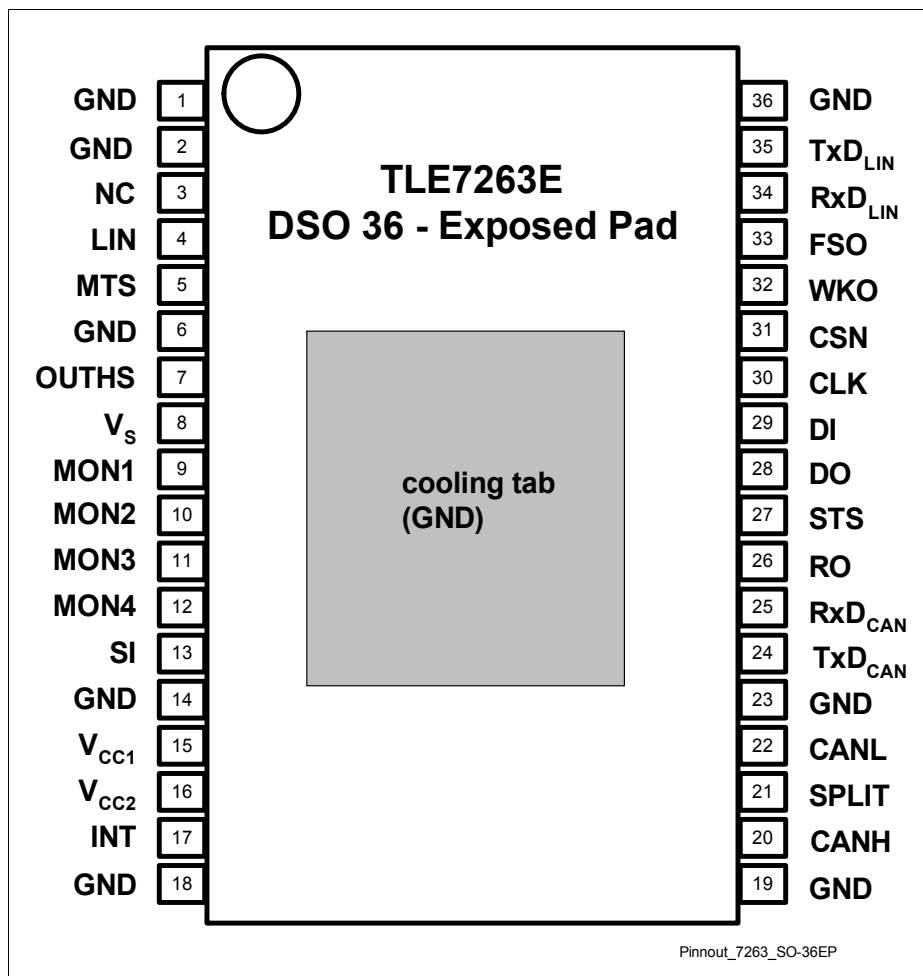 TLE7263E
DSO 36 - Exposed Pad
cooling tab
(GND)
GND 1
GND 2
NC 3
LIN 4
MTS 5
GND 6
OUTHS 7
VS 8
MON1 9
MON2 10
MON3 11
MON4 12
SI 13
GND 14
VCC1 15
VCC2 16
INT 17
GND 18
36 GND
35 TxDLIN
34 RxDLIN
33 FSO
32 WKO
31 CSN
30 CLK
29 DI
28 DO
27 STS
26 RO
25 RxDCAN
24 TxDCAN
23 GND
22 CANL
21 SPLIT
20 CANH
19 GND
Pinnout_7263_SO-36EP